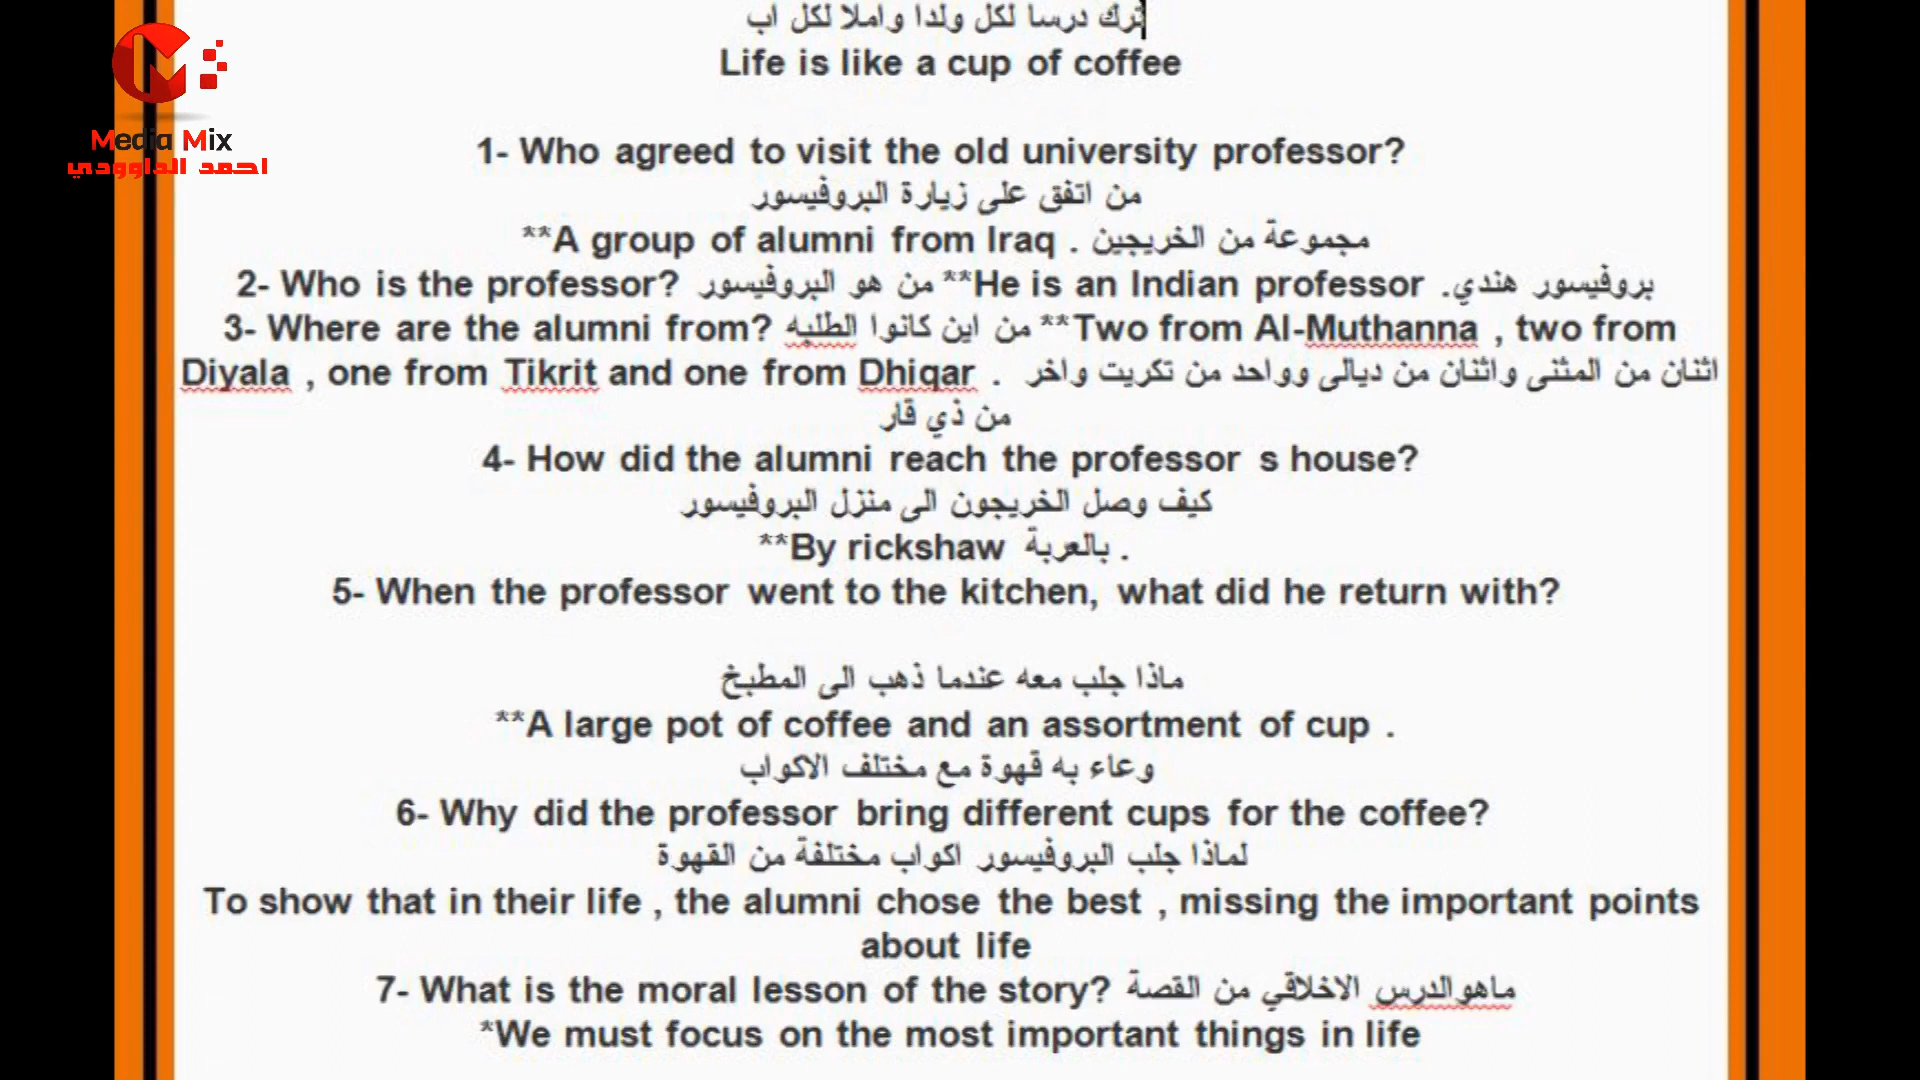 ترك درسا لكل ولدا واملا لكل اب
Life is like a cup of coffee
Media Mix
احمد الداوودي
1- Who agreed to visit the old university professor?
من اتفق على زيارة البروفيسور
**A group of alumni from Iraq . مجموعة من الخريجين
2- Who is the professor? من هو البروفيسور **He is an Indian professor .بروفيسور هندي
3- Where are the alumni from? من اين كانوا الطلبه **Two from Al-Muthanna , two from
Diyala , one from Tikrit and one from Dhiqar . اثنان من المثنى واثنان من ديالى وواحد من تكريت واخر
من ذي قار
4- How did the alumni reach the professor s house?
كيف وصل الخريجون الى منزل البروفيسور
**By rickshaw بالعربة .
5- When the professor went to the kitchen, what did he return with?
ماذا جلب معه عندما ذهب الى المطبخ
**A large pot of coffee and an assortment of cup .
وعاء به قهوة مع مختلف الاكواب
6- Why did the professor bring different cups for the coffee?
لماذا جلب البروفيسور اكواب مختلفة من القهوة
To show that in their life , the alumni chose the best , missing the important points
about life
7- What is the moral lesson of the story? ماهوالدرس الاخلاقي من القصة
*We must focus on the most important things in life